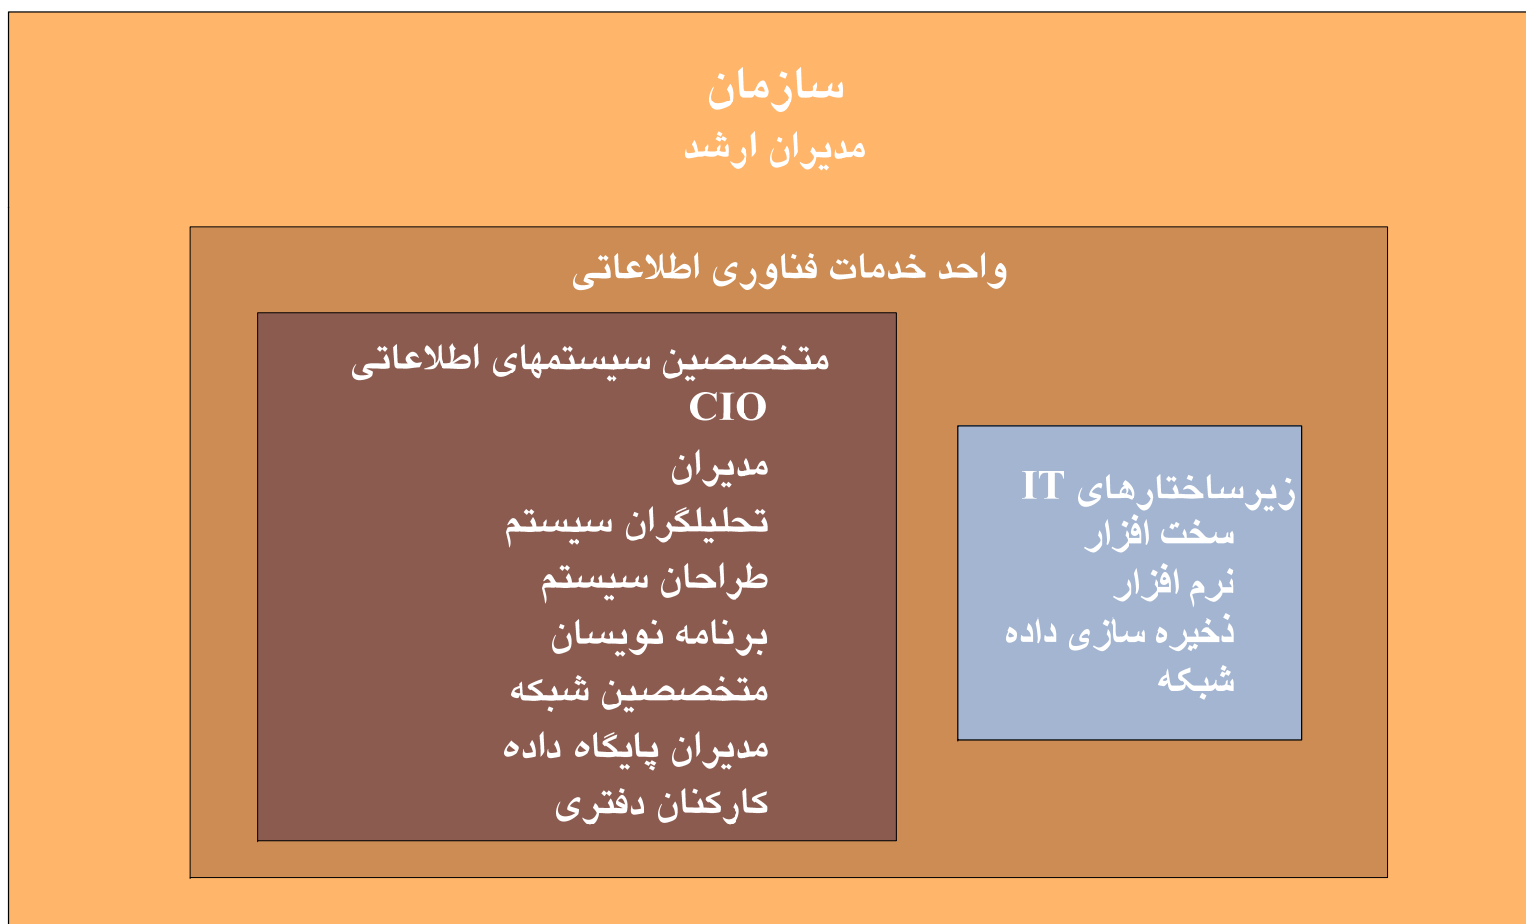 سازمان
مدیران ارشد
واحد خدمات فناوری اطلاعاتی
متخصصین سیستمهای اطلاعاتی
CIO
مدیران
تحلیلگران سیستم
طراحان سیستم
برنامه نویسان
متخصصین شبکه
مدیران پایگاه داده
کارکنان دفتری
زیرساختارهای IT
سخت افزار
نرم افزار
ذخیره سازی داده
شبکه